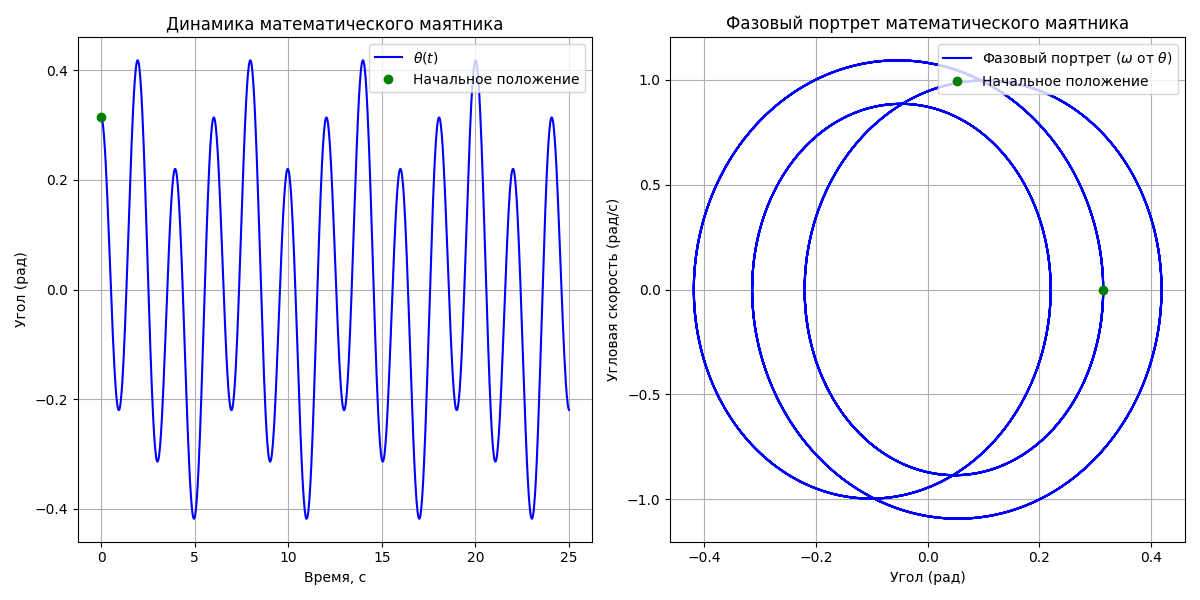 Динамика математического маятника
θ(t)
Начальное положение
0.4
0.2
0.0
−0.2
−0.4
Угол (рад)
0
5
10
15
20
25
Время, с
Фазовый портрет математического маятника
Фазовый портрет (ω от θ)
Начальное положение
1.0
0.5
0.0
−0.5
−1.0
Угловая скорость (рад/с)
−0.4
−0.2
0.0
0.2
0.4
Угол (рад)